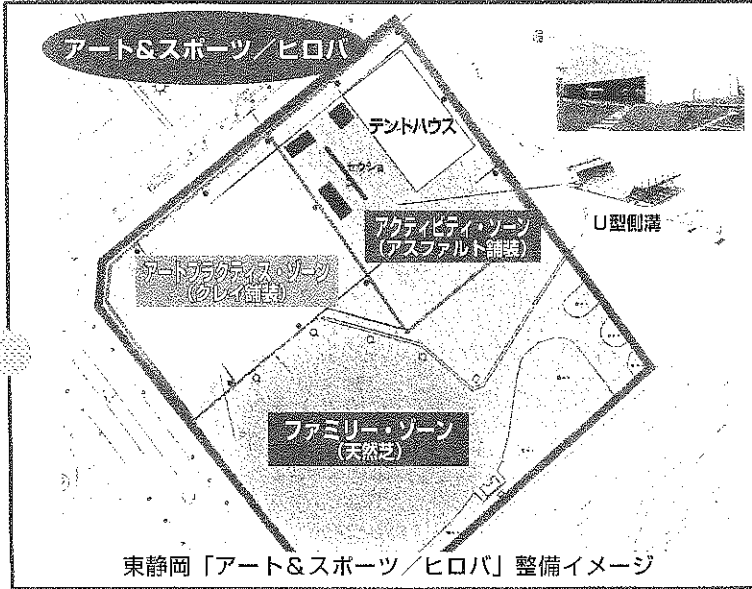 アート&スポーツ／ヒロバ
テントハウス
アクティビティ・ゾーン
(アスファルト舗装)
U型側溝
アートプラクティス・ゾーン
(クレイ舗装)
ファミリー・ゾーン
(天然芝)
東静岡「アート&スポーツ／ヒロバ」整備イメージ